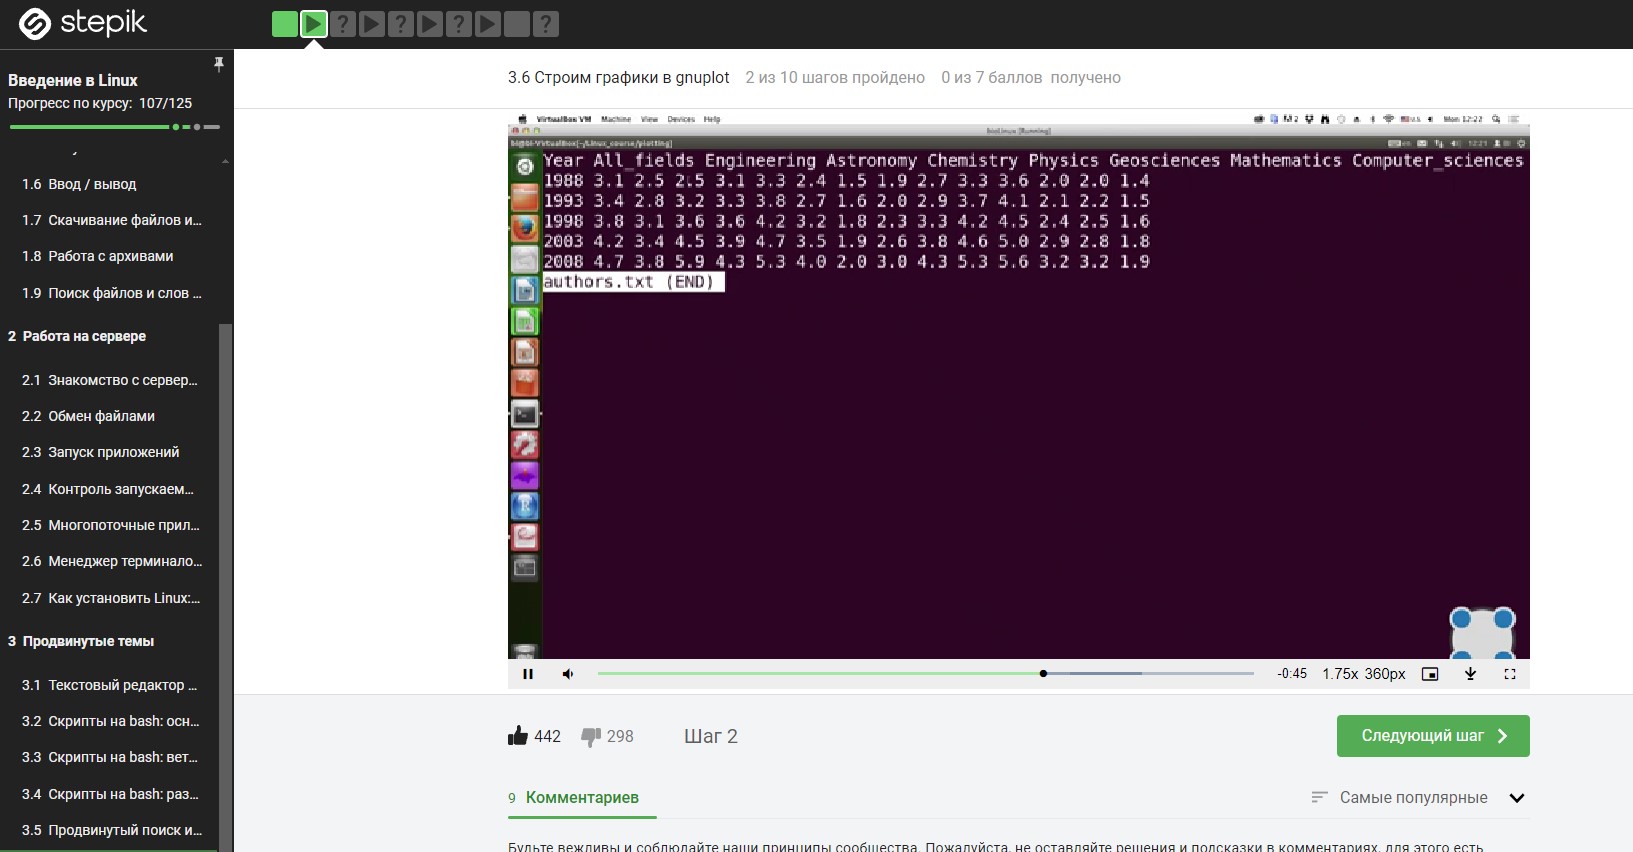 stepik
? ? ? ?
Введение в Linux
Прогресс по курсу: 107/125
1.6 Ввод / вывод
1.7 Скачивание файлов и...
1.8 Работа с архивами
1.9 Поиск файлов и слов ...
2 Работа на сервере
2.1 Знакомство с сервер...
2.2 Обмен файлами
2.3 Запуск приложений
2.4 Контроль запускаем...
2.5 Многопоточные прил...
2.6 Менеджер терминало...
2.7 Как установить Linux:...
3 Продвинутые темы
3.1 Текстовый редактор ...
3.2 Скрипты на bash: осн...
3.3 Скрипты на bash: вет...
3.4 Скрипты на bash: раз...
3.5 Продвинутый поиск и...
3.6 Строим графики в gnuplot 2 из 10 шагов пройдено 0 из 7 баллов получено
VirtualBox VM Machine View Devices Help Mon 12:22
Year All_fields Engineering Astronomy Chemistry Physics Geosciences Mathematics Computer_sciences
1988 3.1 2.5 2.5 3.1 3.3 2.4 1.5 1.9 2.7 3.3 3.6 2.0 2.0 1.4
1993 3.4 2.8 3.2 3.3 3.8 2.7 1.6 2.0 2.9 3.7 4.1 2.1 2.2 1.5
1998 3.8 3.1 3.6 3.6 4.2 3.2 1.8 2.3 3.3 4.2 4.5 2.4 2.5 1.6
2003 4.2 3.4 4.5 3.9 4.7 3.5 1.9 2.6 3.8 4.6 5.0 2.9 2.8 1.8
2008 4.7 3.8 5.9 4.3 5.3 4.0 2.0 3.0 4.3 5.3 5.6 3.2 3.2 1.9
authors.txt (END)
-0:45 1.75x 360px
442 298 Шаг 2
Следующий шаг
9 Комментариев
Самые популярные
Будьте вежливы и соблюдайте наши принципы сообщества. Пожалуйста, не оставляйте решения и подсказки в комментариях, для этого есть